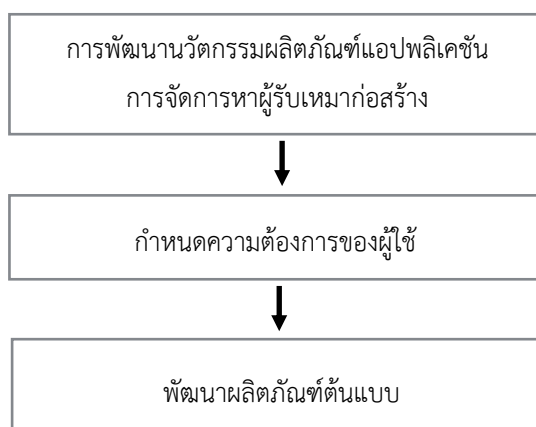 การพัฒนานวัตกรรมผลิตภัณฑ์แอปพลิเคชัน
การจัดการหาผู้รับเหมาก่อสร้าง
กำหนดความต้องการของผู้ใช้
พัฒนาผลิตภัณฑ์ต้นแบบ